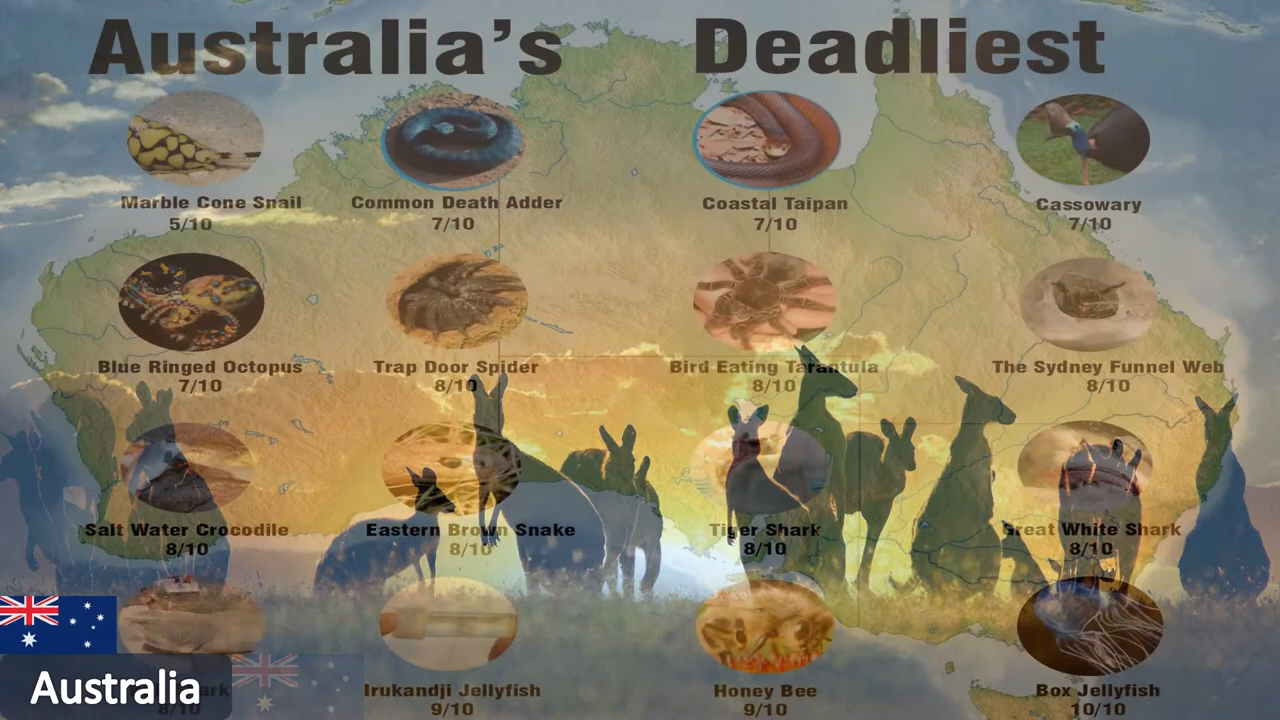 Australia's Deadliest
Marble Cone Snail Common Death Adder Coastal Taipan Cassowary
5/10 7/10 7/10 7/10
Blue Ringed Octopus Trap Door Spider Bird Eating Tarantula The Sydney Funnel Web
7/10 8/10 8/10 8/10
Salt Water Crocodile Eastern Brown Snake Tiger Shark Great White Shark
8/10 8/10 8/10 8/10
Irukandji Jellyfish Honey Bee Box Jellyfish
8/10 9/10 9/10 10/10
Australia